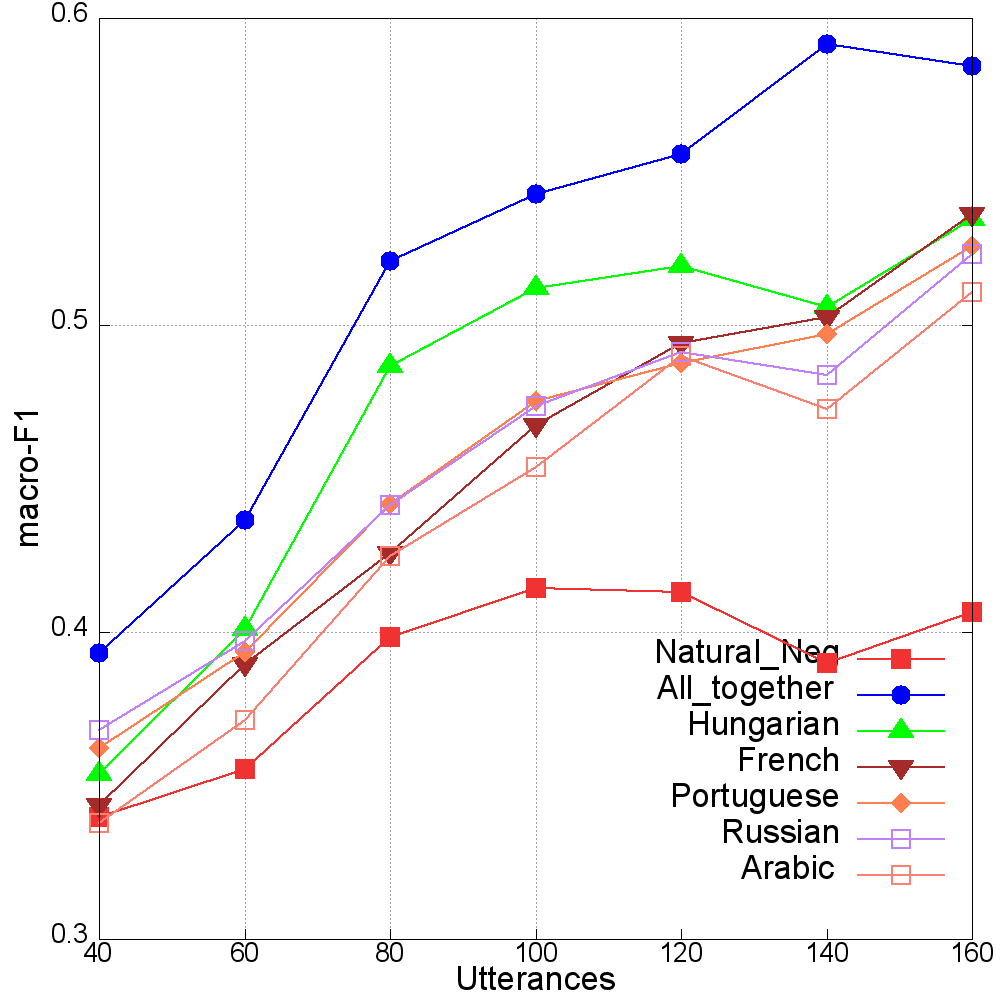 0.6
0.5
0.4
0.3
macro-F1
Natural_Neg
All_together
Hungarian
French
Portuguese
Russian
Arabic
40 60 80 100 120 140 160
Utterances